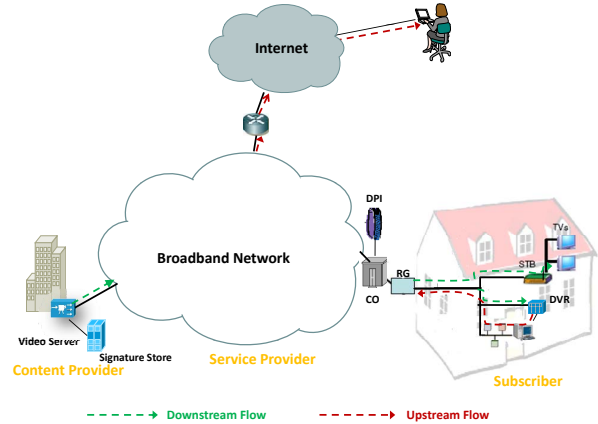 Internet
DPI
TVs
STB
Broadband Network
RG
CO
DVR
Video Server
Signature Store
Service Provider
Content Provider
Subscriber
Downstream Flow
Upstream Flow